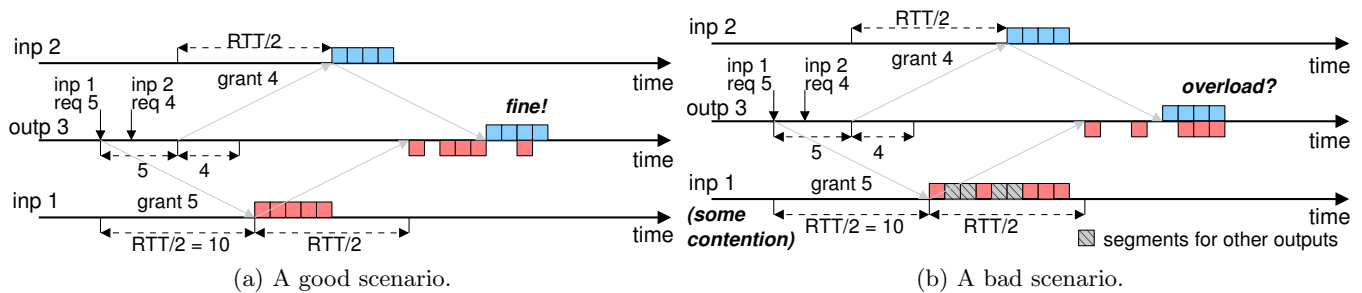 inp 2
RTT/2
grant 4
time
inp 1
req 5
inp 2
req 4
fine!
outp 3
5
4
time
grant 5
inp 1
RTT/2 = 10
RTT/2
time
(a) A good scenario.
inp 2
RTT/2
grant 4
time
inp 1
req 5
inp 2
req 4
overload?
outp 3
5
4
time
grant 5
inp 1
(some
contention)
RTT/2 = 10
RTT/2
time
segments for other outputs
(b) A bad scenario.